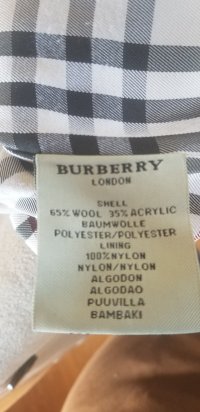 BURBERRY
LONDON
SHELL
65% WOOL 35% ACRYLIC
BAUMWOLLE
POLYESTER/POLYESTER
LINING
100%NYLON
NYLON/NYLON
ALGODON
ALGODAO
PUUVILLA
BAMBAKI